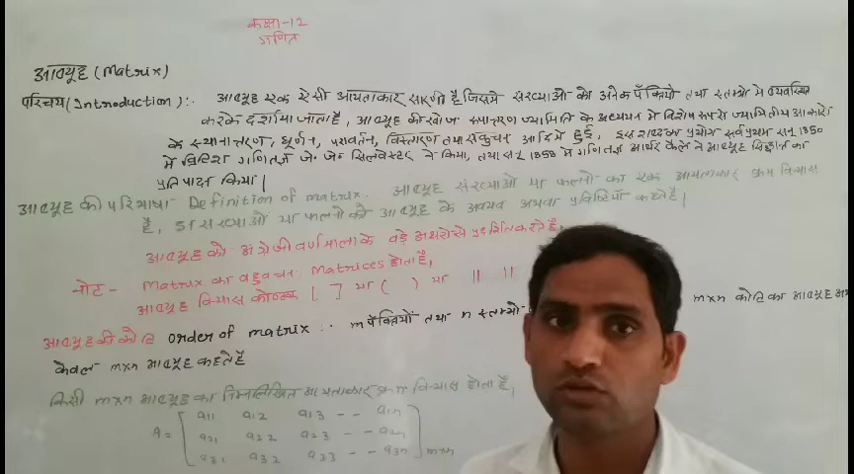 कक्षा-12
गणित
आव्यूह (Matrix)
परिचय (Introduction) :- आव्यूह एक ऐसी आयताकार सारणी है जिसमे संख्याओं को अनेक पंक्तियों तथा स्तम्भो मे व्यवस्थित
करके दर्शाया जाता है, आव्यूह की खोज रूपान्तरण ज्यामिति के अध्ययन मे विशेष रूप से ज्यामितीय आकारो
के स्थानान्तरण, घूर्णन, परावर्तन, विस्तारण तथा संकुचन आदि मे हुई, इस शब्द का प्रयोग सर्वप्रथम सन् 1850
मे ब्रिटिश गणितज्ञ जे॰ जे॰ सिलवेस्टर ने किया, तथा सन् 1858 मे गणितज्ञ आर्थर कैले ने आव्यूह सिद्धान्त का
प्रतिपादन किया।
आव्यूह की परिभाषा Definition of matrix. आव्यूह संख्याओं या फलनो का एक आयताकार क्रम विन्यास
है, संख्याओ या फलनो को आव्यूह के अवयव अथवा प्रविष्टियाँ कहते है।
आव्यूह को अंग्रेजी वर्णमाला के बड़े अक्षरो से प्रदर्शित करते है,
नोट - Matrix का बहुवचन Matrices होता है,
आव्यूह विन्यास कोष्ठक [ ] या ( ) या || ||
आव्यूह की कोटि order of matrix : m पंक्तियों तथा n स्तम्भो mxn कोटि का आव्यूह
केवल mxn आव्यूह कहते है
किसी mxn आव्यूह का निम्नलिखित आयताकार क्रम विन्यास होता है,
a11 a12 a13 - - a1n
A = a21 a22 a23 - - a2n
a31 a32 a33 - - a3n mxn